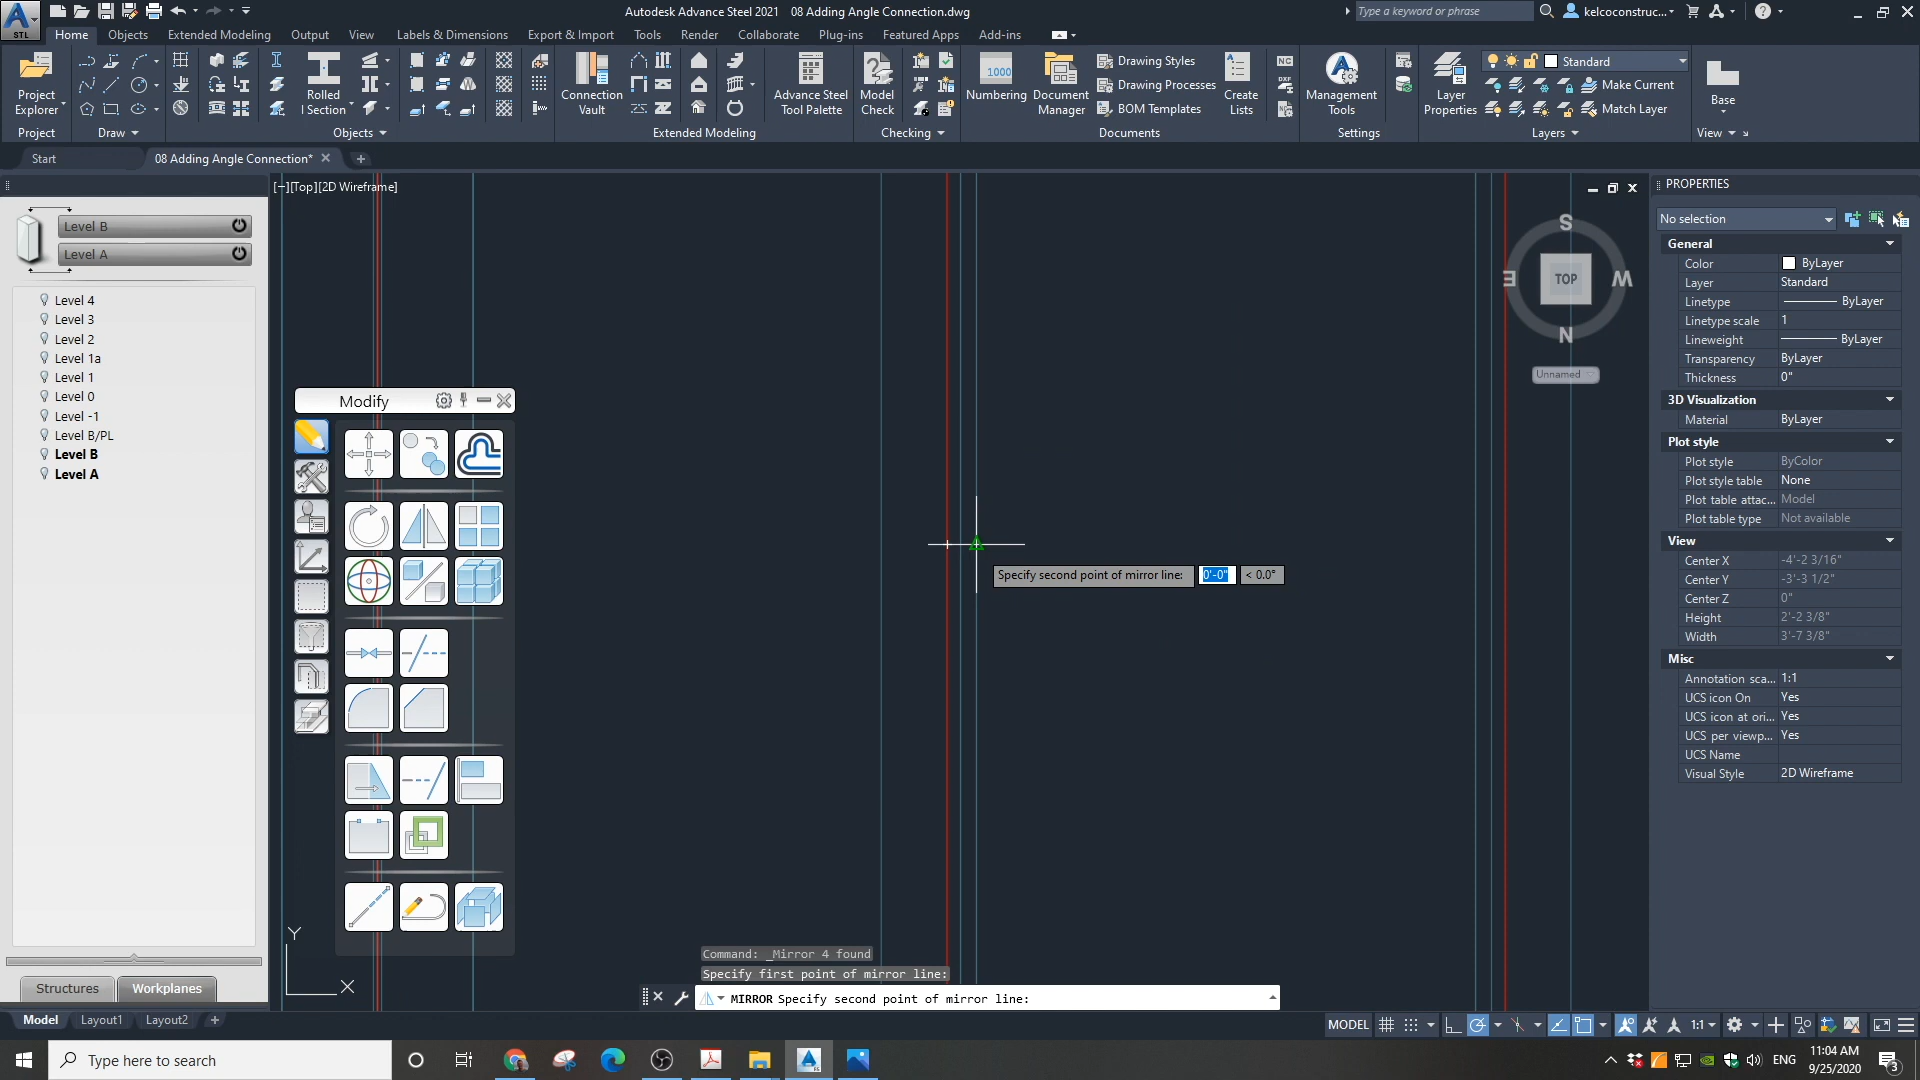 Autodesk Advance Steel 2021 08 Adding Angle Connection.dwg
Type a keyword or phrase
kelcoconstruc...
STL
Home Objects Extended Modeling Output View Labels & Dimensions Export & Import Tools Render Collaborate Plug-ins Featured Apps Add-ins
Project Explorer
Rolled I Section
Connection Vault
Advance Steel Tool Palette
Model Check
1000
Numbering
Document Manager
Drawing Styles
Drawing Processes
BOM Templates
Create Lists
NC
DXF
Management Tools
Layer Properties
Standard
Make Current
Match Layer
Base
Project Draw Objects Extended Modeling Checking Documents Settings Layers View
Start
08 Adding Angle Connection*
[−][Top][2D Wireframe]
Level B
Level A
Level 4
Level 3
Level 2
Level 1a
Level 1
Level 0
Level -1
Level B/PL
Level B
Level A
Structures Workplanes
Modify
Specify second point of mirror line: 0'-0" < 0.0°
S
E TOP W
N
Unnamed
Y
X
Command: _Mirror 4 found
Specify first point of mirror line:
MIRROR Specify second point of mirror line:
PROPERTIES
No selection
General
Color ByLayer
Layer Standard
Linetype ByLayer
Linetype scale 1
Lineweight ByLayer
Transparency ByLayer
Thickness 0"
3D Visualization
Material ByLayer
Plot style
Plot style ByColor
Plot style table None
Plot table attac... Model
Plot table type Not available
View
Center X -4'-2 3/16"
Center Y -3'-3 1/2"
Center Z 0"
Height 2'-2 3/8"
Width 3'-7 3/8"
Misc
Annotation sca... 1:1
UCS icon On Yes
UCS icon at ori... Yes
UCS per viewp... Yes
UCS Name
Visual Style 2D Wireframe
Model Layout1 Layout2
MODEL
1:1
Type here to search
ENG
11:04 AM
9/25/2020
3